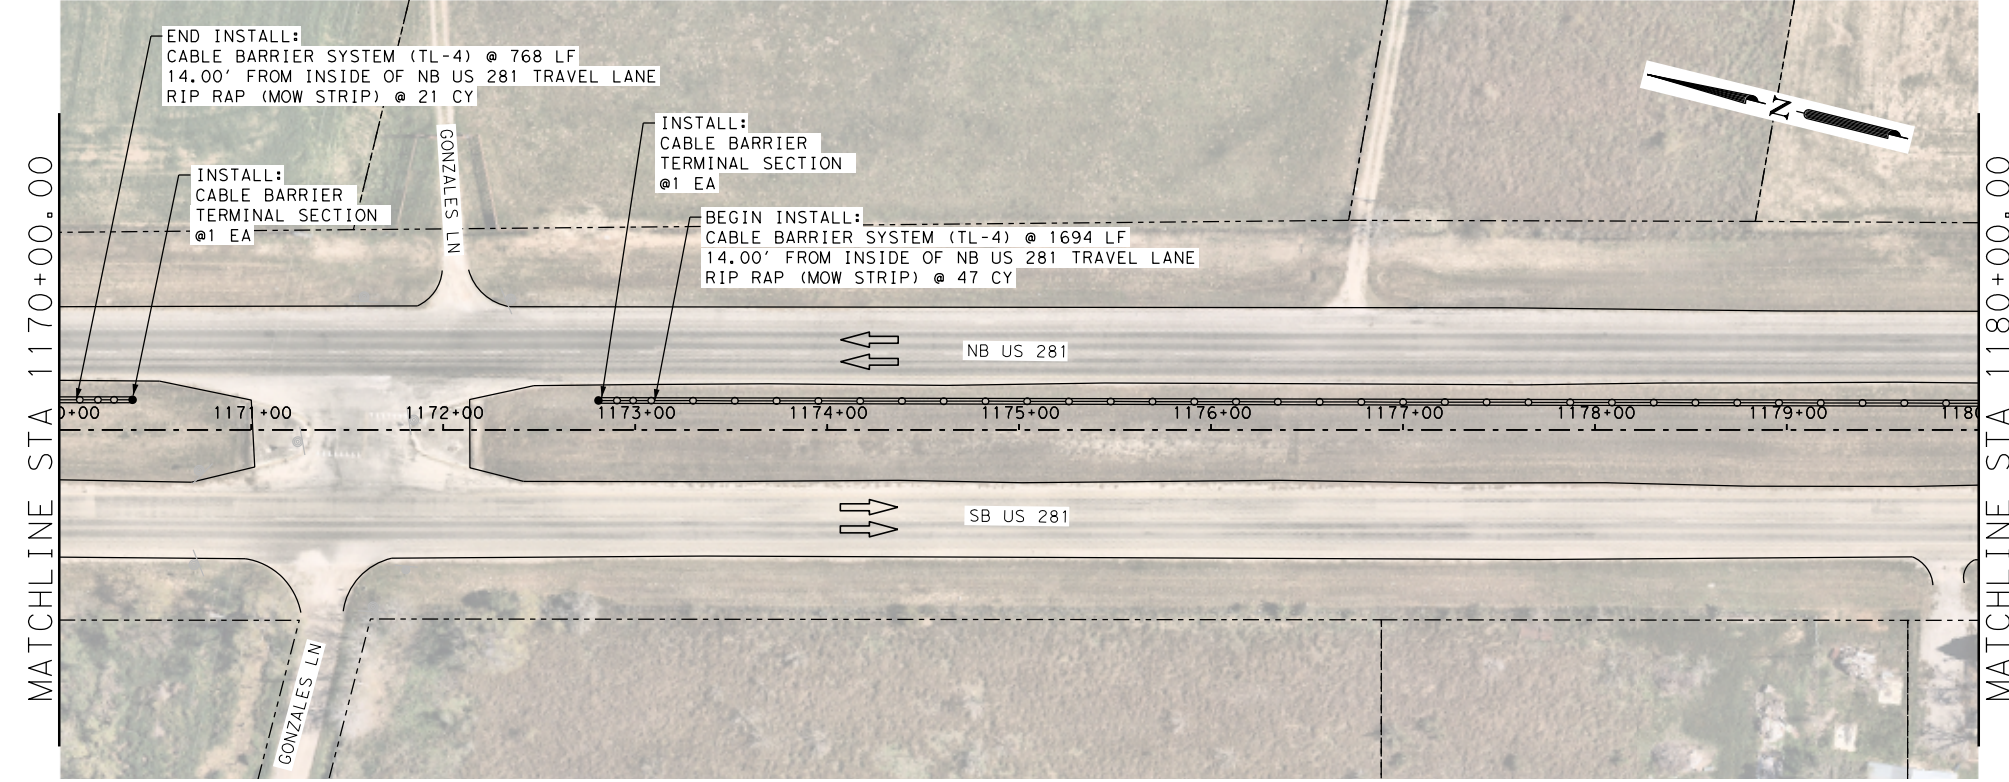 END INSTALL:
CABLE BARRIER SYSTEM (TL-4) @ 768 LF
14.00' FROM INSIDE OF NB US 281 TRAVEL LANE
RIP RAP (MOW STRIP) @ 21 CY
INSTALL:
CABLE BARRIER
TERMINAL SECTION
@1 EA
GONZALES LN
INSTALL:
CABLE BARRIER
TERMINAL SECTION
@1 EA
BEGIN INSTALL:
CABLE BARRIER SYSTEM (TL-4) @ 1694 LF
14.00' FROM INSIDE OF NB US 281 TRAVEL LANE
RIP RAP (MOW STRIP) @ 47 CY
N
MATCHLINE STA 1170+00.00
MATCHLINE STA 1180+00.00
NB US 281
0+00 1171+00 1172+00 1173+00 1174+00 1175+00 1176+00 1177+00 1178+00 1179+00 1180
SB US 281
GONZALES LN